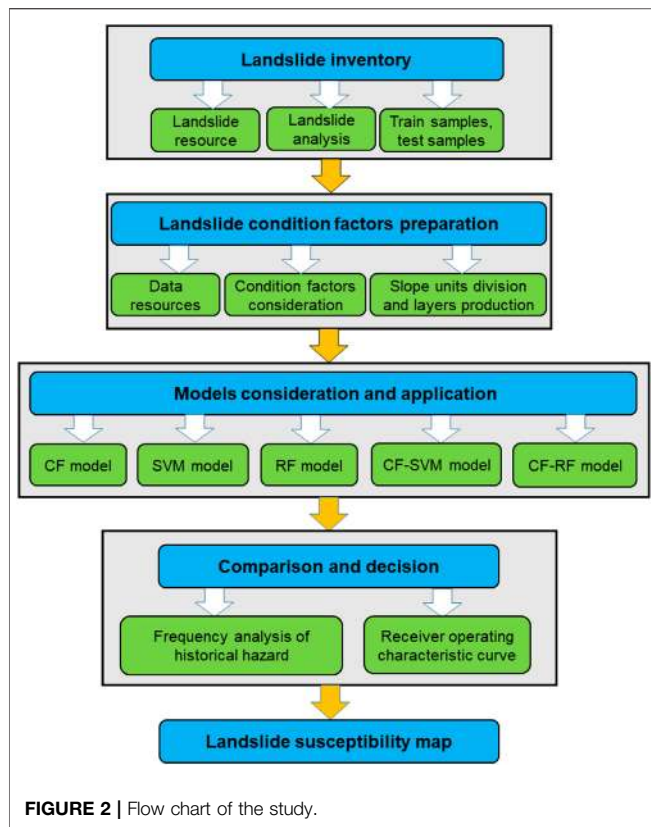 Landslide inventory
Landslide
resource
Landslide
analysis
Train samples,
test samples
Landslide condition factors preparation
Data
resources
Condition factors
consideration
Slope units division
and layers production
Models consideration and application
CF model
SVM model
RF model
CF-SVM model
CF-RF model
Comparison and decision
Frequency analysis of
historical hazard
Receiver operating
characteristic curve
Landslide susceptibility map
FIGURE 2 | Flow chart of the study.